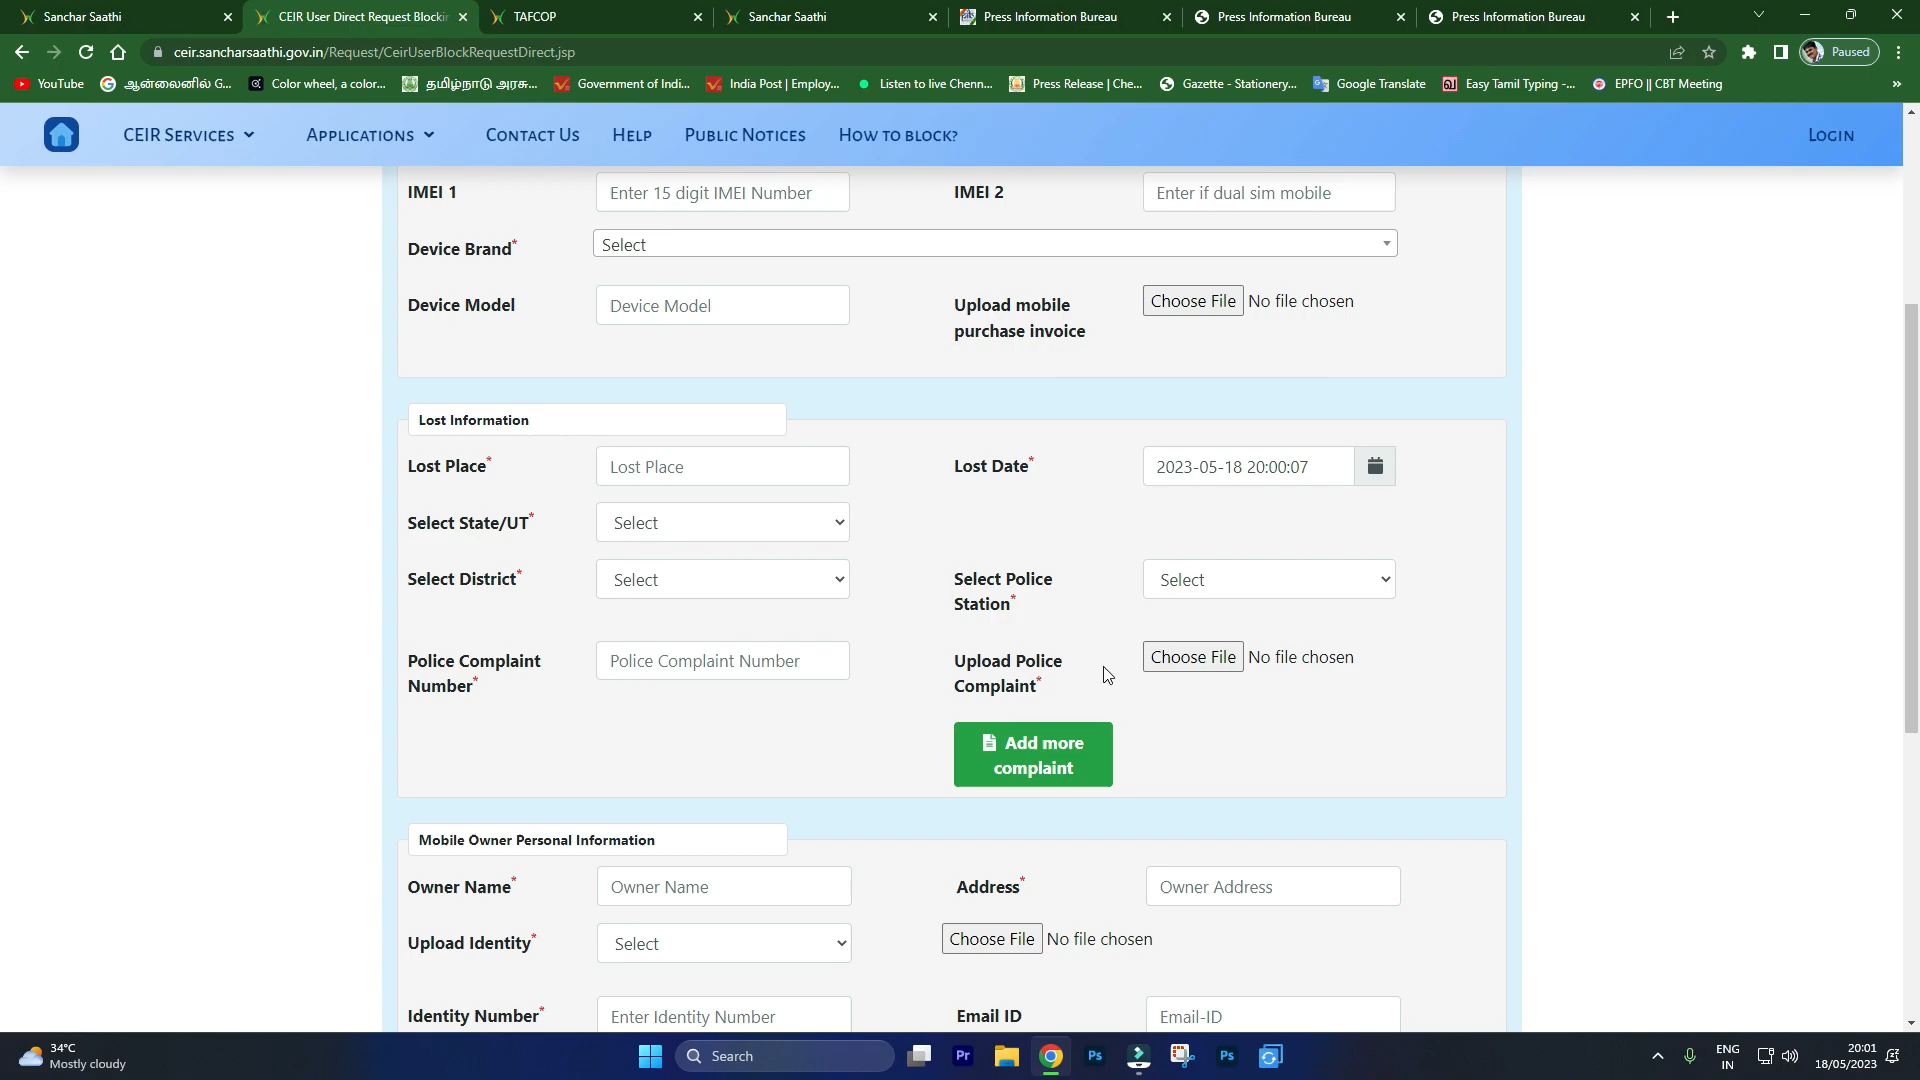 Sanchar Saathi
CEIR User Direct Request Blockin
TAFCOP
Sanchar Saathi
Press Information Bureau
Press Information Bureau
Press Information Bureau
ceir.sancharsaathi.gov.in/Request/CeirUserBlockRequestDirect.jsp
Paused
YouTube
ஆன்லைனில் G...
Color wheel, a color...
தமிழ்நாடு அரசு...
Government of Indi...
India Post | Employ...
Listen to live Chenn...
Press Release | Che...
Gazette - Stationery...
Google Translate
Easy Tamil Typing -...
EPFO || CBT Meeting
»
CEIR Services
Applications
Contact Us
Help
Public Notices
How to block?
Login
IMEI 1
Enter 15 digit IMEI Number
IMEI 2
Enter if dual sim mobile
Device Brand*
Select
Device Model
Device Model
Upload mobile
purchase invoice
Choose File No file chosen
Lost Information
Lost Place*
Lost Place
Lost Date*
2023-05-18 20:00:07
Select State/UT*
Select
Select District*
Select
Select Police
Station*
Select
Police Complaint
Number*
Police Complaint Number
Upload Police
Complaint*
Choose File No file chosen
Add more
complaint
Mobile Owner Personal Information
Owner Name*
Owner Name
Address*
Owner Address
Upload Identity*
Select
Choose File No file chosen
Identity Number*
Enter Identity Number
Email ID
Email-ID
34°C
Mostly cloudy
Search
Pr
Ps
Ps
ENG
IN
20:01
18/05/2023